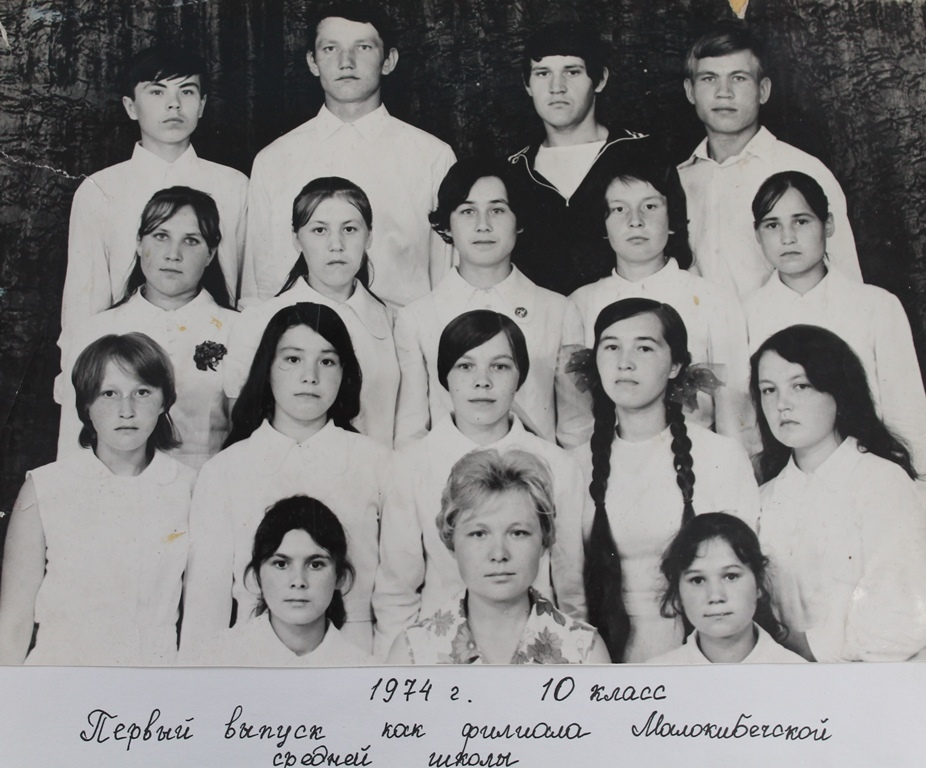 1974 г. 10 класс
Первый выпуск как филиала Малокибечской
средней школы